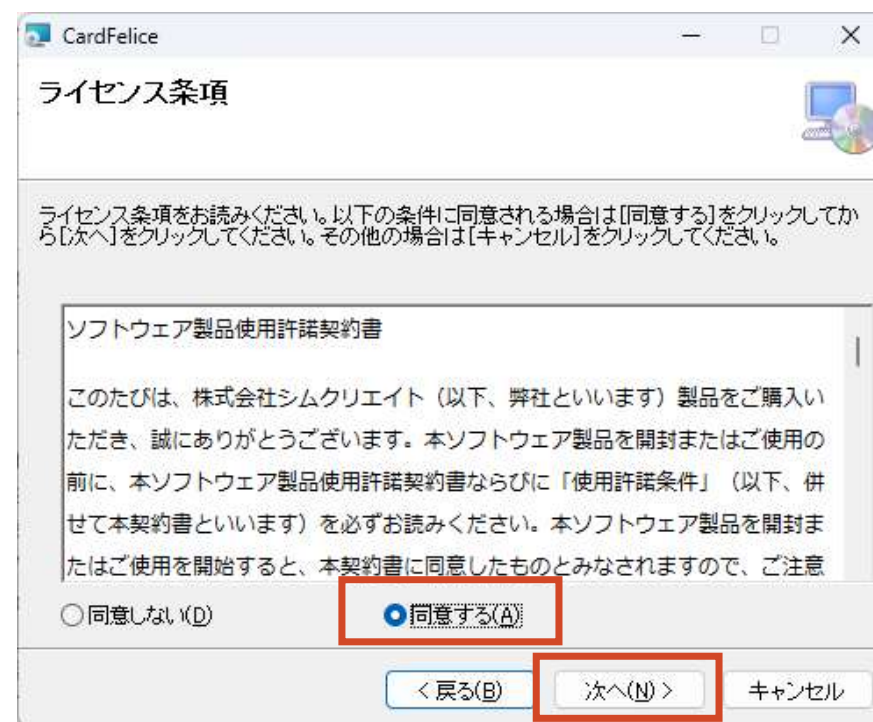 CardFelice
ライセンス条項
ライセンス条項をお読みください。以下の条件に同意される場合は[同意する]をクリックしてか
ら[次へ]をクリックしてください。その他の場合は[キャンセル]をクリックしてください。
ソフトウェア製品使用許諾契約書
このたびは、株式会社シムクリエイト（以下、弊社といいます）製品をご購入い
ただき、誠にありがとうございます。本ソフトウェア製品を開封またはご使用の
前に、本ソフトウェア製品使用許諾契約書ならびに「使用許諾条件」（以下、併
せて本契約書といいます）を必ずお読みください。本ソフトウェア製品を開封ま
たはご使用を開始すると、本契約書に同意したものとみなされますので、ご注意
同意しない(D) 同意する(A)
< 戻る(B) 次へ(N) > キャンセル